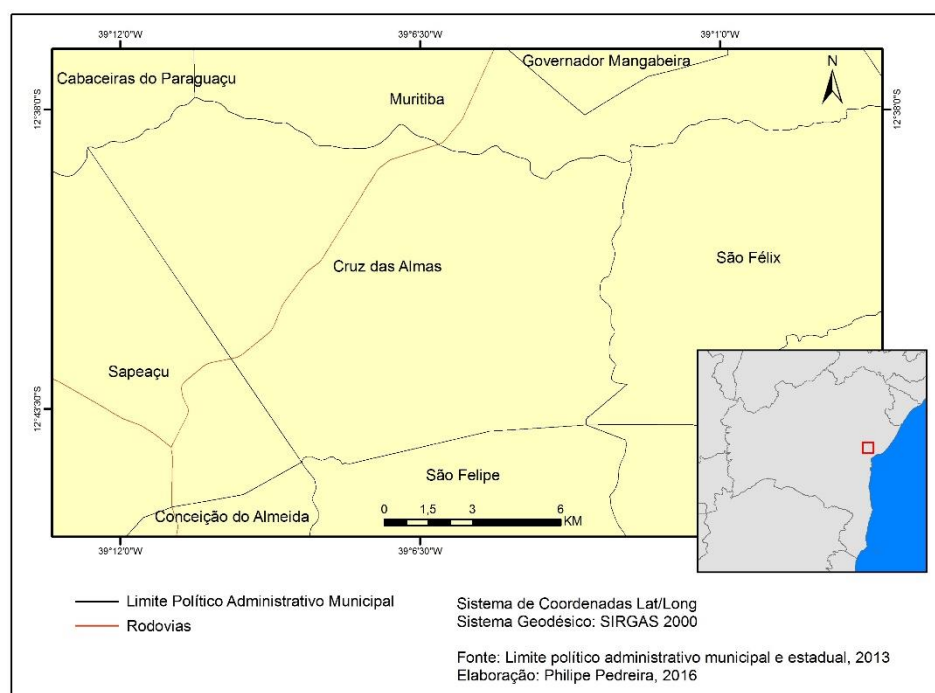 39°12'0"W
39°6'30"W
39°1'0"W
Governador Mangabeira
Cabaceiras do Paraguaçu
N
Muritiba
12°38'0"S
12°38'0"S
São Félix
Cruz das Almas
Sapeaçu
12°43'30"S
São Felipe
0
1,5
3
6
KM
Conceição do Almeida
39°12'0"W
39°6'30"W
Limite Político Administrativo Municipal
Rodovias
Sistema de Coordenadas Lat/Long
Sistema Geodésico: SIRGAS 2000
Fonte: Limite político administrativo municipal e estadual, 2013
Elaboração: Philipe Pedreira, 2016